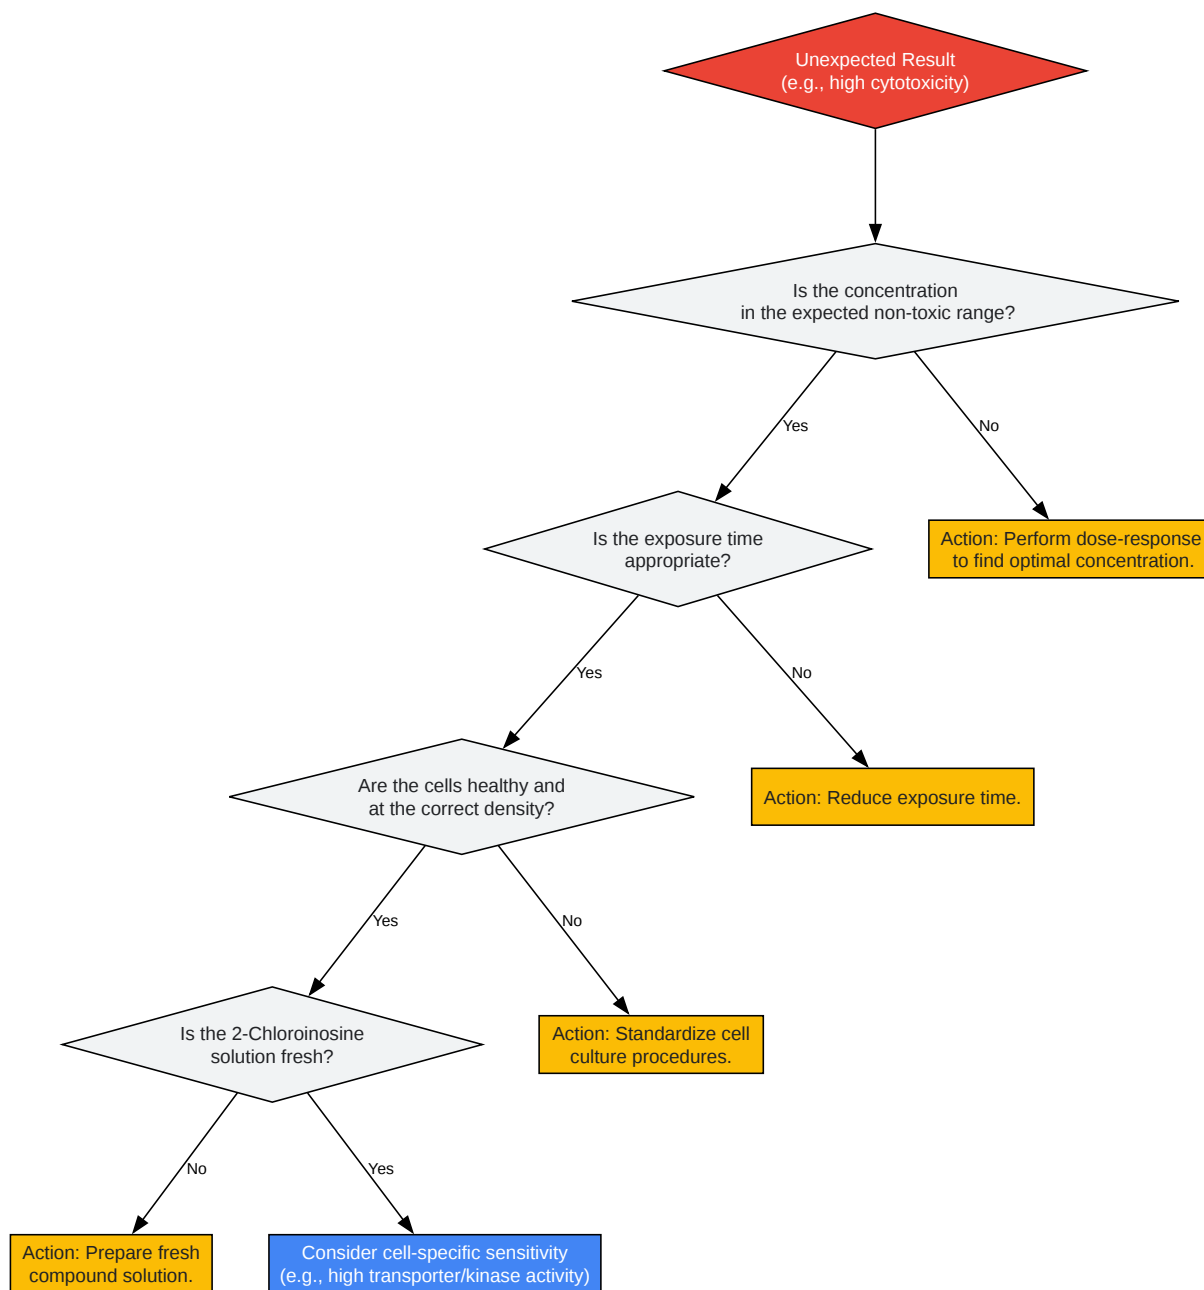 Unexpected Result
(e.g., high cytotoxicity)
Is the concentration
in the expected non-toxic range?
Yes
No
Is the exposure time
appropriate?
Action: Perform dose-response
to find optimal concentration.
Yes
No
Are the cells healthy and
at the correct density?
Action: Reduce exposure time.
Yes
No
Is the 2-Chloroinosine
solution fresh?
Action: Standardize cell
culture procedures.
No
Yes
Action: Prepare fresh
compound solution.
Consider cell-specific sensitivity
(e.g., high transporter/kinase activity)